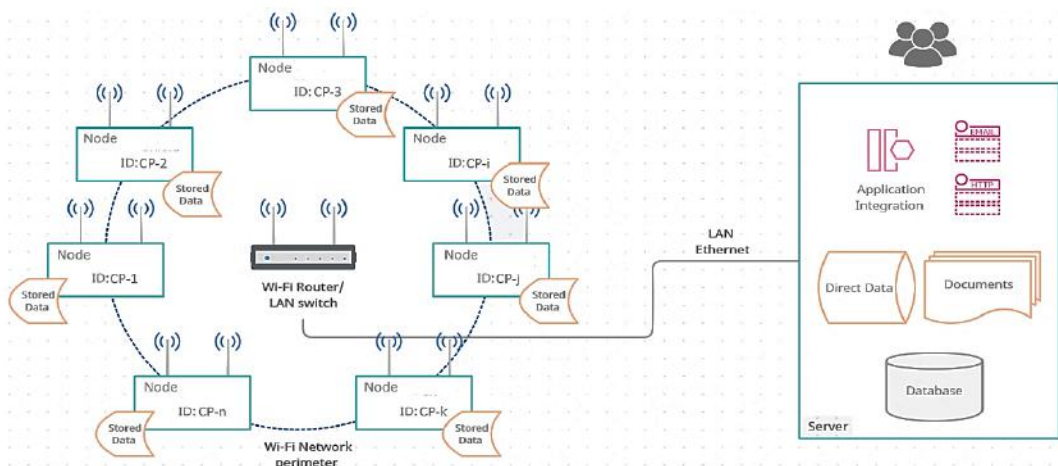 Node
ID:CP-3
Stored
Data
Node
ID:CP-2
Stored
Data
Node
ID:CP-i
Stored
Data
Node
ID:CP-1
Stored
Data
Node
ID:CP-j
Stored
Data
Wi-Fi Router/
LAN switch
Node
ID:CP-n
Stored
Data
Node
ID:CP-k
Stored
Data
Wi-Fi Network
perimeter
LAN
Ethernet
Application
Integration
EMAIL
HTTP
Direct Data
Documents
Database
Server